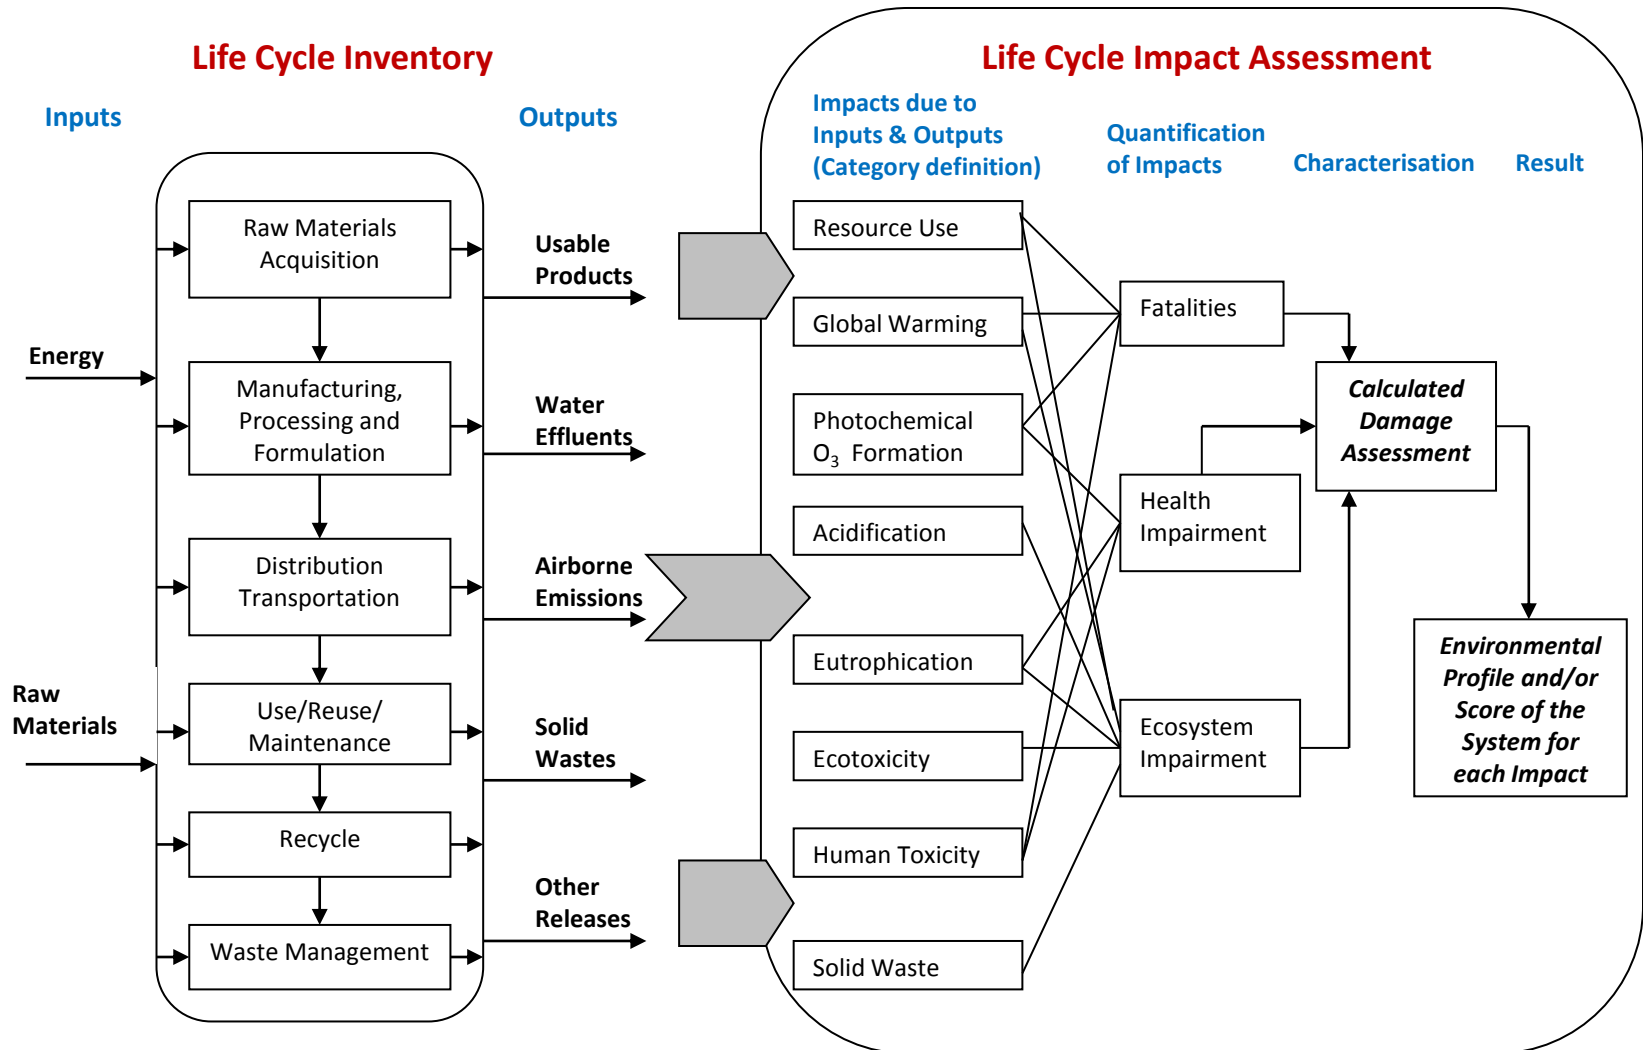 Life Cycle Inventory
Inputs
Outputs
Raw Materials
Acquisition
Manufacturing,
Processing and
Formulation
Distribution
Transportation
Use/Reuse/
Maintenance
Recycle
Waste Management
Energy
Raw
Materials
Usable
Products
Water
Effluents
Airborne
Emissions
Solid
Wastes
Other
Releases
Life Cycle Impact Assessment
Impacts due to
Inputs & Outputs
(Category definition)
Quantification
of Impacts
Characterisation
Result
Resource Use
Global Warming
Photochemical
O₃ Formation
Acidification
Eutrophication
Ecotoxicity
Human Toxicity
Solid Waste
Fatalities
Health
Impairment
Ecosystem
Impairment
Calculated
Damage
Assessment
Environmental
Profile and/or
Score of the
System for
each Impact